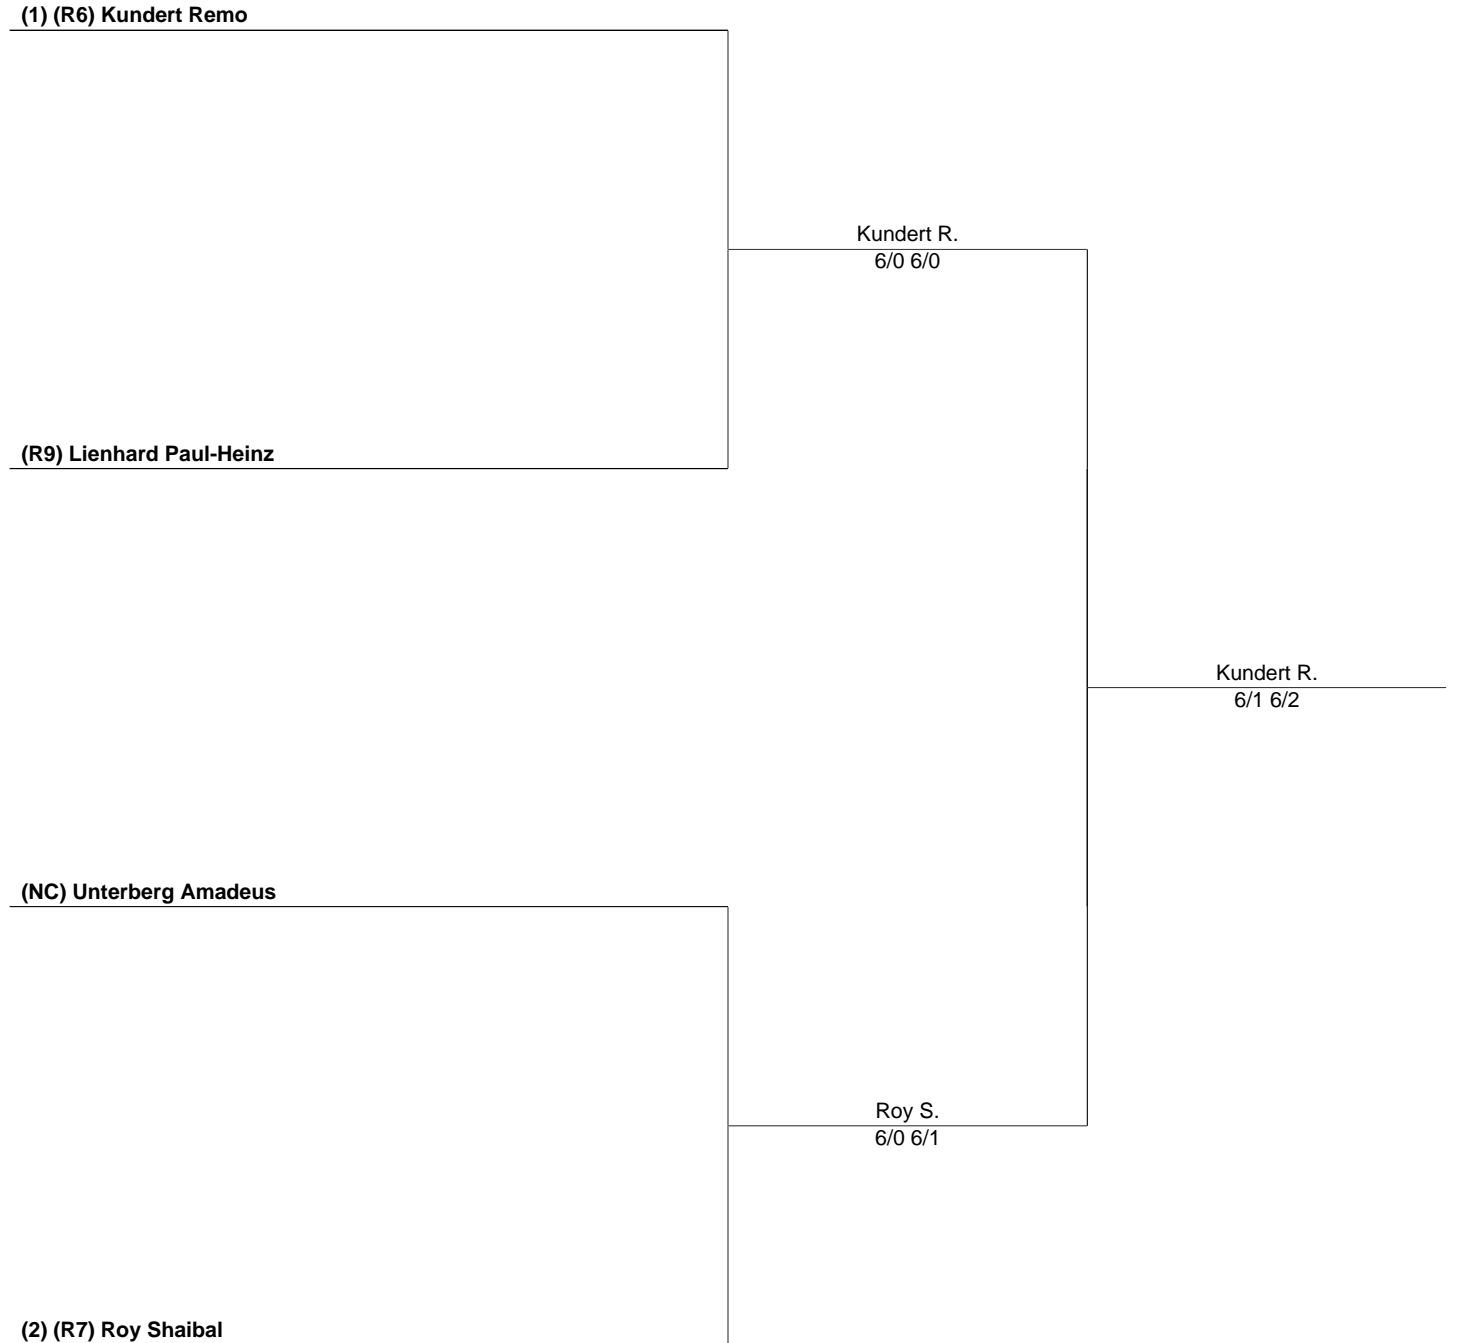 (1) (R6) Kundert Remo
Kundert R.
6/0 6/0
(R9) Lienhard Paul-Heinz
Kundert R.
6/1 6/2
(NC) Unterberg Amadeus
Roy S.
6/0 6/1
(2) (R7) Roy Shaibal